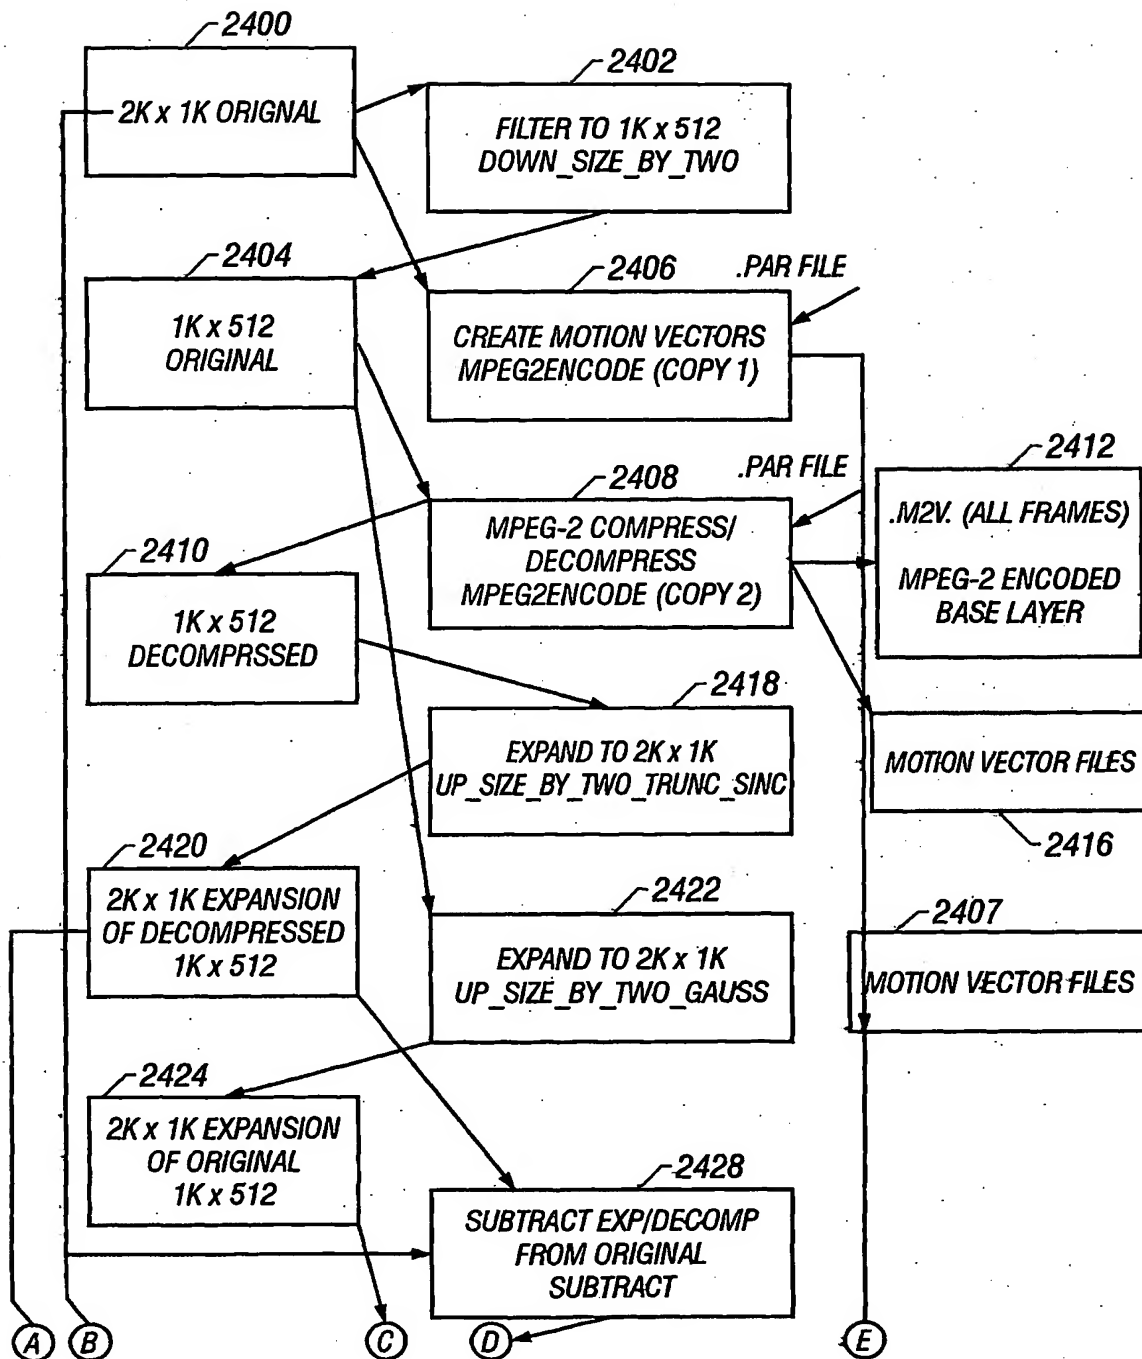 2400
2K x 1K ORIGNAL
2402
FILTER TO 1K x 512
DOWN_SIZE_BY_TWO
2404
1K x 512
ORIGINAL
2406
.PAR FILE
CREATE MOTION VECTORS
MPEG2ENCODE (COPY 1)
2408
.PAR FILE
MPEG-2 COMPRESS/
DECOMPRESS
MPEG2ENCODE (COPY 2)
2412
.M2V. (ALL FRAMES)
MPEG-2 ENCODED
BASE LAYER
2410
1K x 512
DECOMPRSSED
2418
EXPAND TO 2K x 1K
UP_SIZE_BY_TWO_TRUNC_SINC
MOTION VECTOR FILES
2416
2420
2K x 1K EXPANSION
OF DECOMPRESSED
1K x 512
2422
EXPAND TO 2K x 1K
UP_SIZE_BY_TWO_GAUSS
2407
MOTION VECTOR FILES
2424
2K x 1K EXPANSION
OF ORIGINAL
1K x 512
2428
SUBTRACT EXP/DECOMP
FROM ORIGINAL
SUBTRACT
A
B
C
D
E